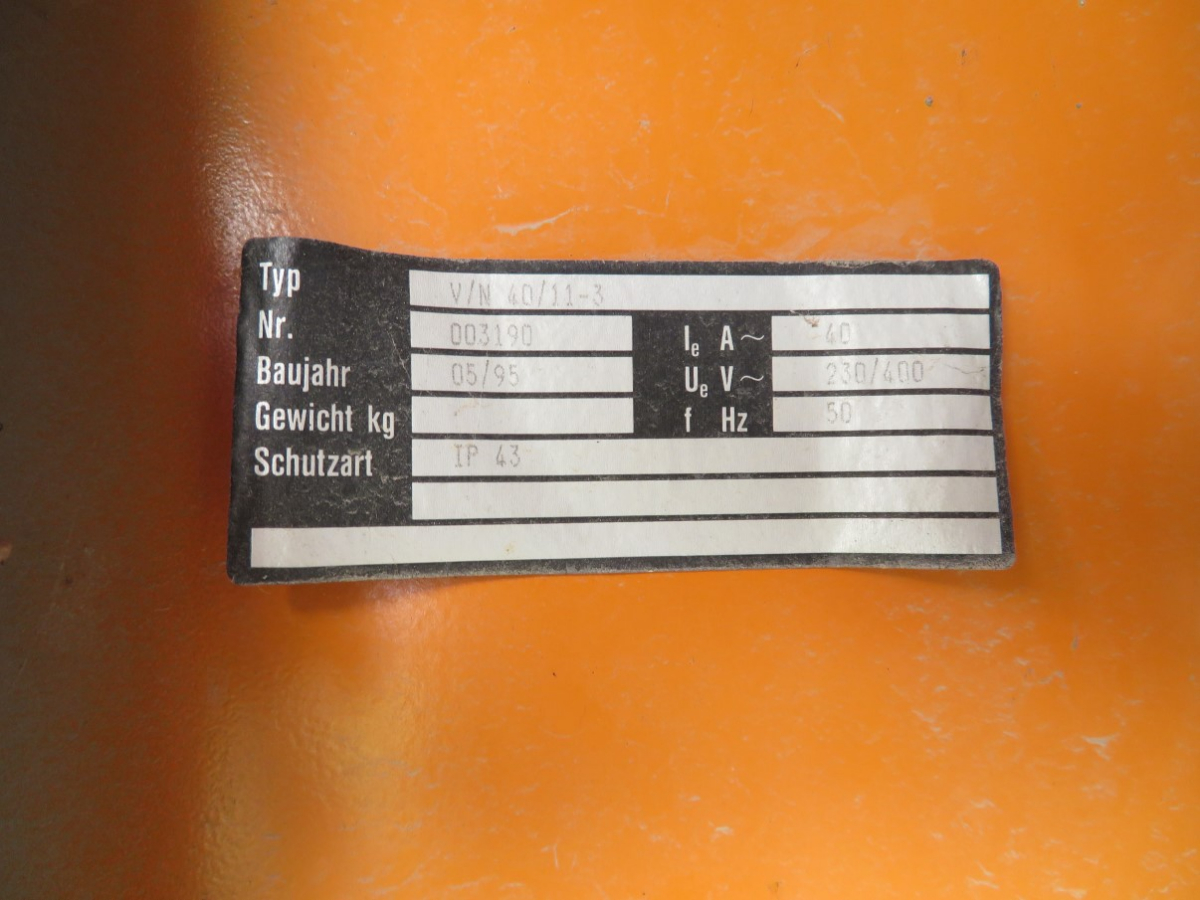 Typ V/N 40/11-3
Nr. 003190 Ie A~ 40
Baujahr 05/95 Ue V~ 230/400
Gewicht kg f Hz 50
Schutzart IP 43